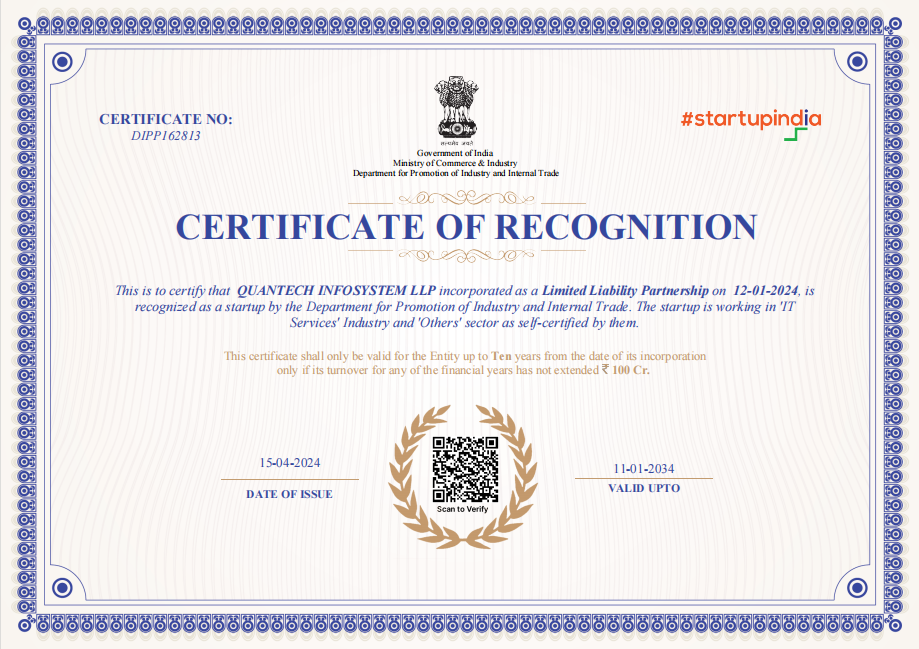 CERTIFICATE NO:
DIPP162813
#startupindia
सत्यमेव जयते
Government of India
Ministry of Commerce & Industry
Department for Promotion of Industry and Internal Trade
CERTIFICATE OF RECOGNITION
This is to certify that QUANTECH INFOSYSTEM LLP incorporated as a Limited Liability Partnership on 12-01-2024, is
recognized as a startup by the Department for Promotion of Industry and Internal Trade. The startup is working in 'IT
Services' Industry and 'Others' sector as self-certified by them.
This certificate shall only be valid for the Entity up to Ten years from the date of its incorporation
only if its turnover for any of the financial years has not extended ₹ 100 Cr.
15-04-2024
DATE OF ISSUE
Scan to Verify
11-01-2034
VALID UPTO